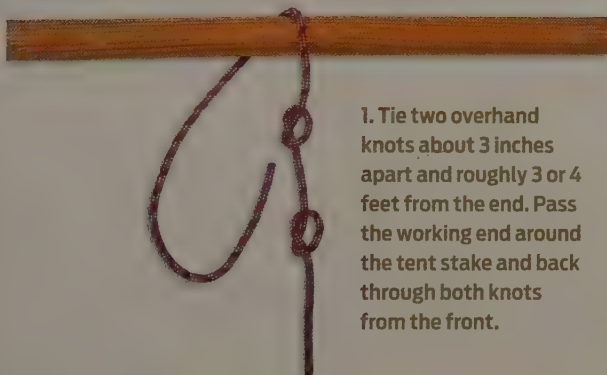 1. Tie two overhand
knots about 3 inches
apart and roughly 3 or 4
feet from the end. Pass
the working end around
the tent stake and back
through both knots
from the front.